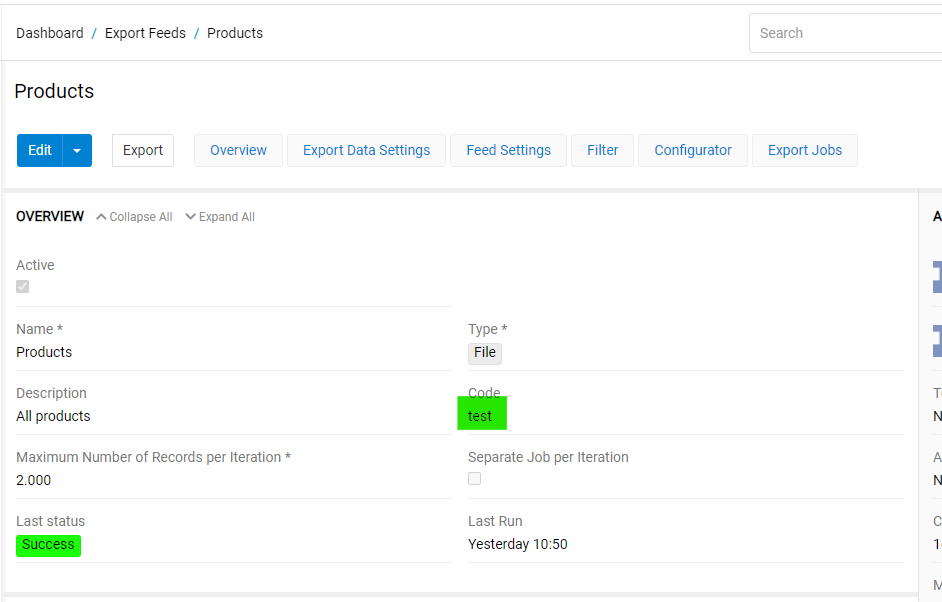 Dashboard / Export Feeds / Products
Search
Products
Edit
Export
Overview
Export Data Settings
Feed Settings
Filter
Configurator
Export Jobs
OVERVIEW Collapse All Expand All
Active
Name *
Products
Type *
File
Description
All products
Code
test
Maximum Number of Records per Iteration *
2.000
Separate Job per Iteration
Last status
Success
Last Run
Yesterday 10:50